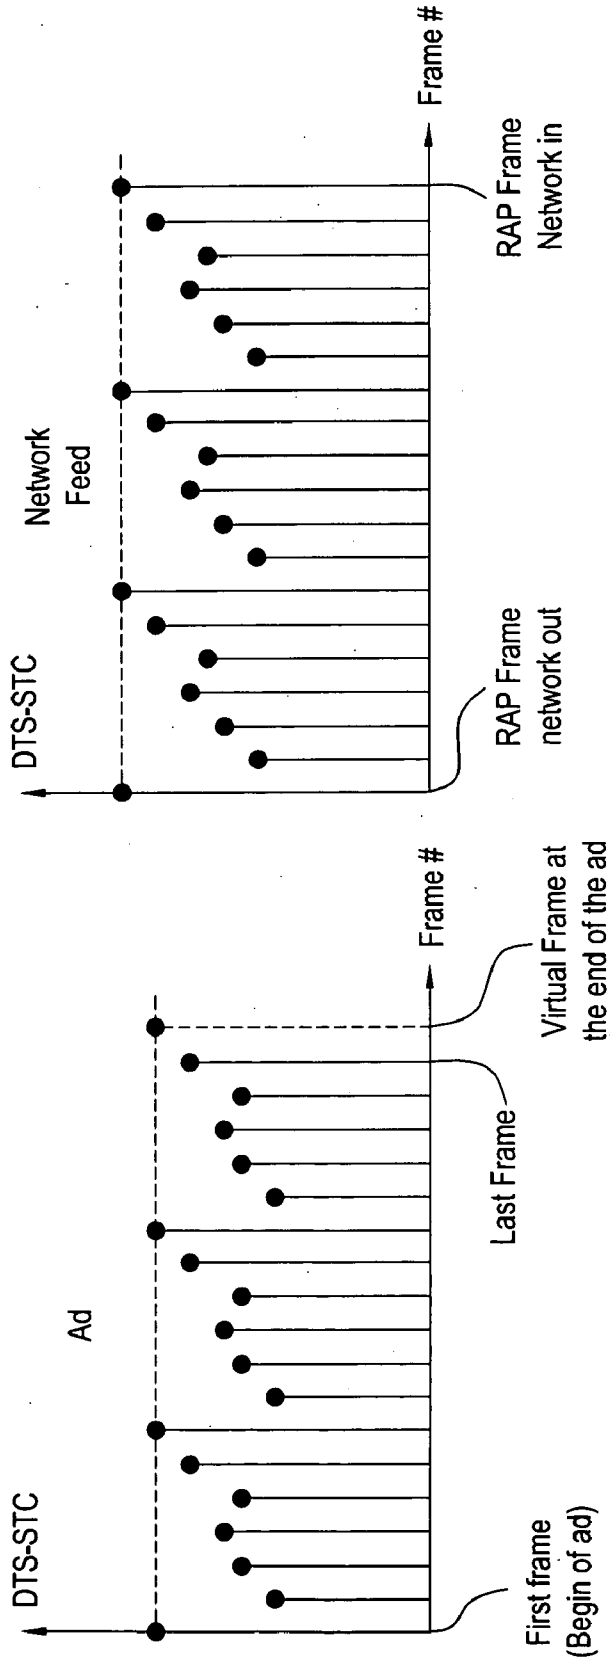 DTS-STC
Ad
Frame #
First frame
(Begin of ad)
Last Frame
Virtual Frame at
the end of the ad
DTS-STC
Network
Feed
Frame #
RAP Frame
network out
RAP Frame
Network in